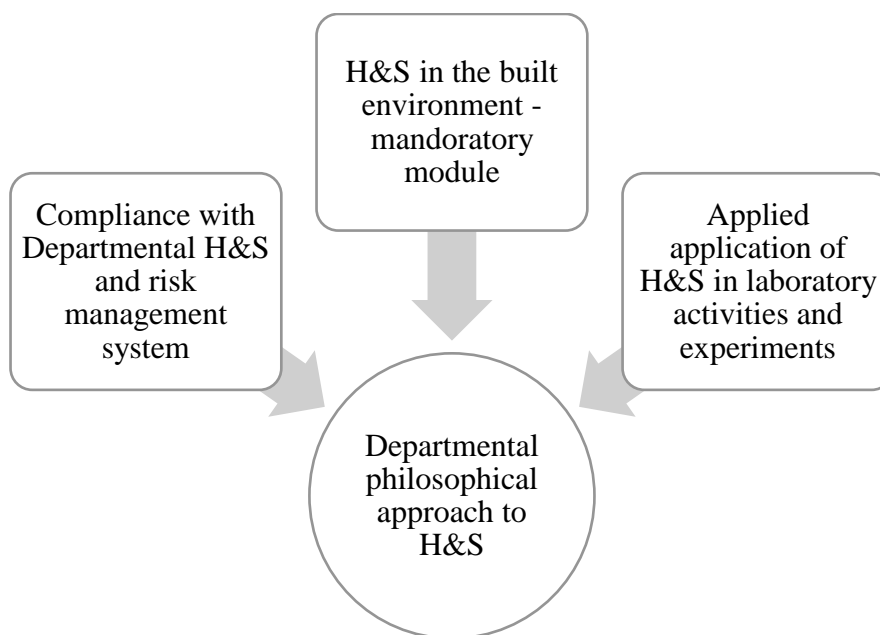 H&S in the built
environment -
mandoratory
module
Compliance with
Departmental H&S
and risk
management
system
Applied
application of
H&S in laboratory
activities and
experiments
Departmental
philosophical
approach to
H&S